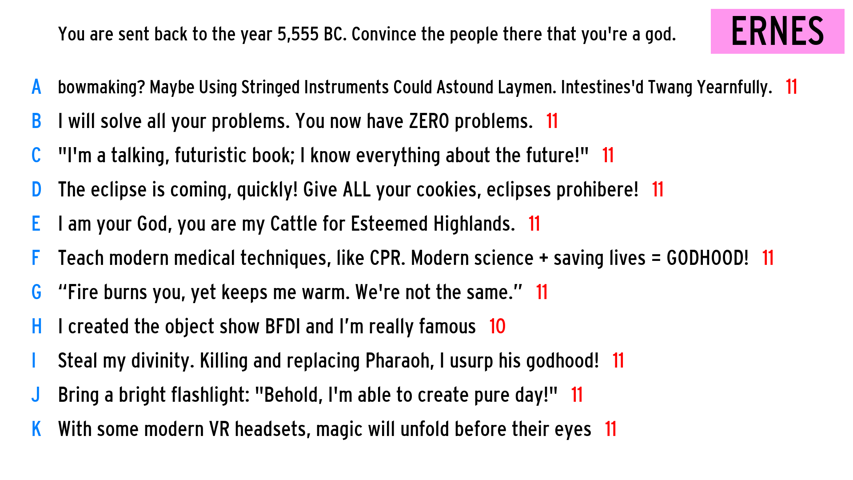 You are sent back to the year 5,555 BC. Convince the people there that you're a god.
ERNES
A bowmaking? Maybe Using Stringed Instruments Could Astound Laymen. Intestines'd Twang Yearnfully. 11
B I will solve all your problems. You now have ZERO problems. 11
C "I'm a talking, futuristic book; I know everything about the future!" 11
D The eclipse is coming, quickly! Give ALL your cookies, eclipses prohibere! 11
E I am your God, you are my Cattle for Esteemed Highlands. 11
F Teach modern medical techniques, like CPR. Modern science + saving lives = GODHOOD! 11
G “Fire burns you, yet keeps me warm. We're not the same.” 11
H I created the object show BFDI and I’m really famous 10
I Steal my divinity. Killing and replacing Pharaoh, I usurp his godhood! 11
J Bring a bright flashlight: "Behold, I'm able to create pure day!" 11
K With some modern VR headsets, magic will unfold before their eyes 11